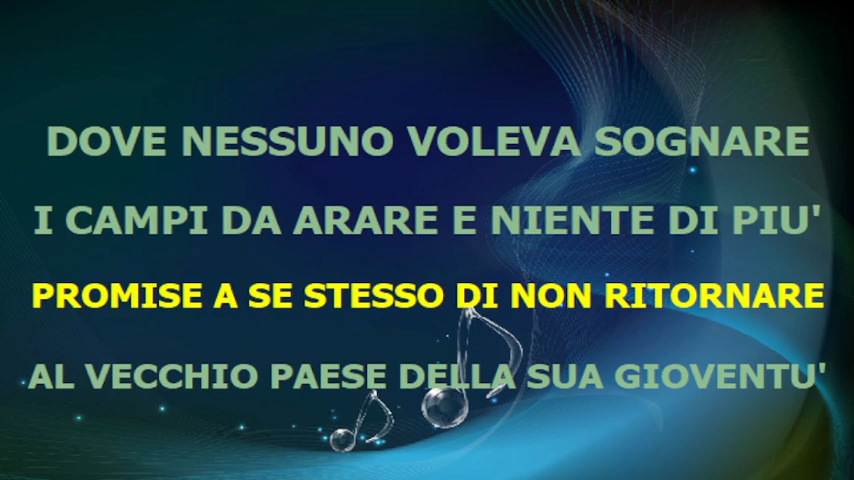 DOVE NESSUNO VOLEVA SOGNARE
I CAMPI DA ARARE E NIENTE DI PIU'
PROMISE A SE STESSO DI NON RITORNARE
AL VECCHIO PAESE DELLA SUA GIOVENTU'